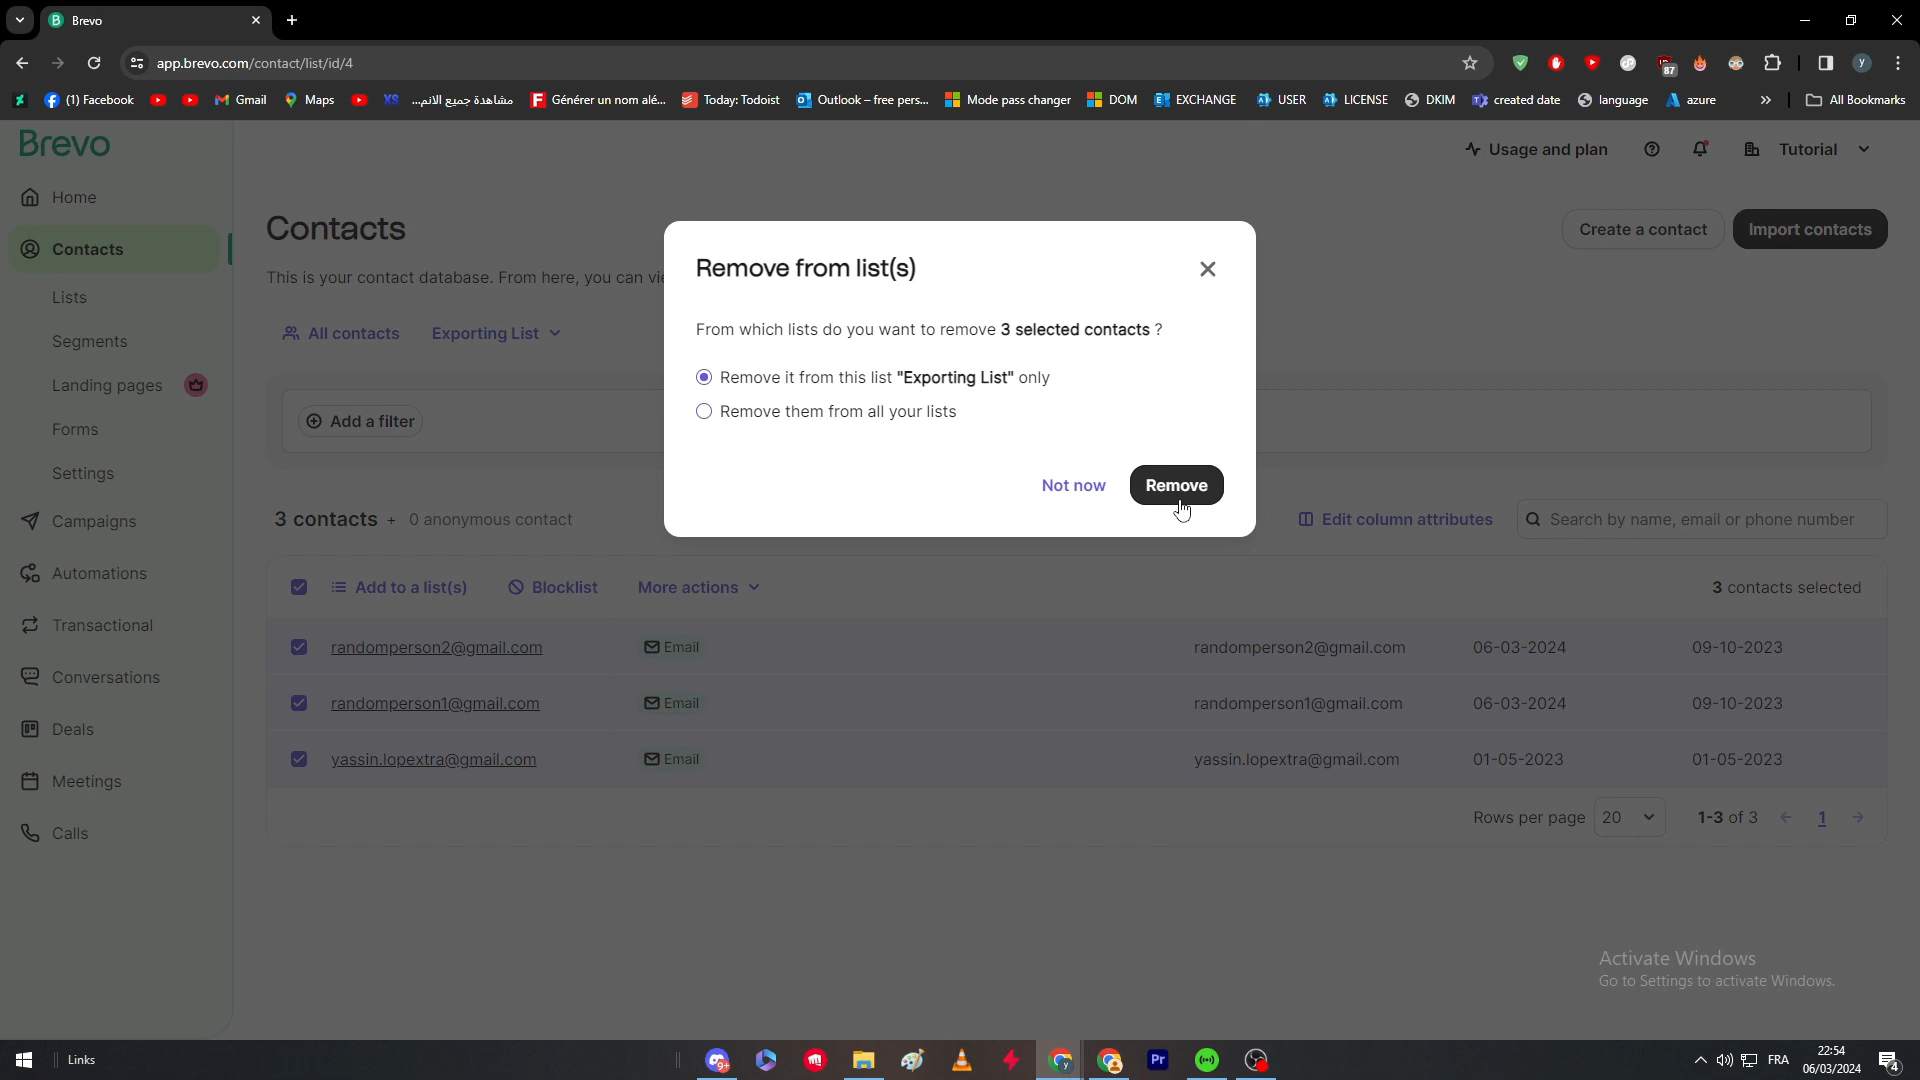 Brevo
app.brevo.com/contact/list/id/4
87
y
(1) Facebook
Gmail
Maps
XS
مشاهدة جميع الانم...
Générer un nom alé...
Today: Todoist
Outlook – free pers...
Mode pass changer
DOM
EXCHANGE
USER
LICENSE
DKIM
created date
language
azure
All Bookmarks
Brevo
Usage and plan
Tutorial
Home
Contacts
Lists
Segments
Landing pages
Forms
Settings
Campaigns
Automations
Transactional
Conversations
Deals
Meetings
Calls
Contacts
Create a contact
Import contacts
This is your contact database. From here, you can vie
All contacts
Exporting List
Add a filter
Remove from list(s)
From which lists do you want to remove 3 selected contacts ?
Remove it from this list "Exporting List" only
Remove them from all your lists
Not now
Remove
3 contacts + 0 anonymous contact
Edit column attributes
Search by name, email or phone number
Add to a list(s)
Blocklist
More actions
3 contacts selected
randomperson2@gmail.com Email randomperson2@gmail.com 06-03-2024 09-10-2023
randomperson1@gmail.com Email randomperson1@gmail.com 06-03-2024 09-10-2023
yassin.lopextra@gmail.com Email yassin.lopextra@gmail.com 01-05-2023 01-05-2023
Rows per page 20 1-3 of 3 1
Activate Windows
Go to Settings to activate Windows.
Links
9+
Pr
FRA
22:54
06/03/2024
4